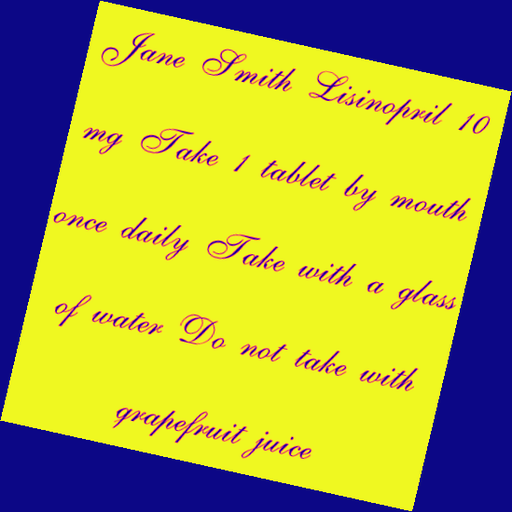 Jane Smith Lisinopril 10
mg Take 1 tablet by mouth
once daily Take with a glass
of water Do not take with
grapefruit juice